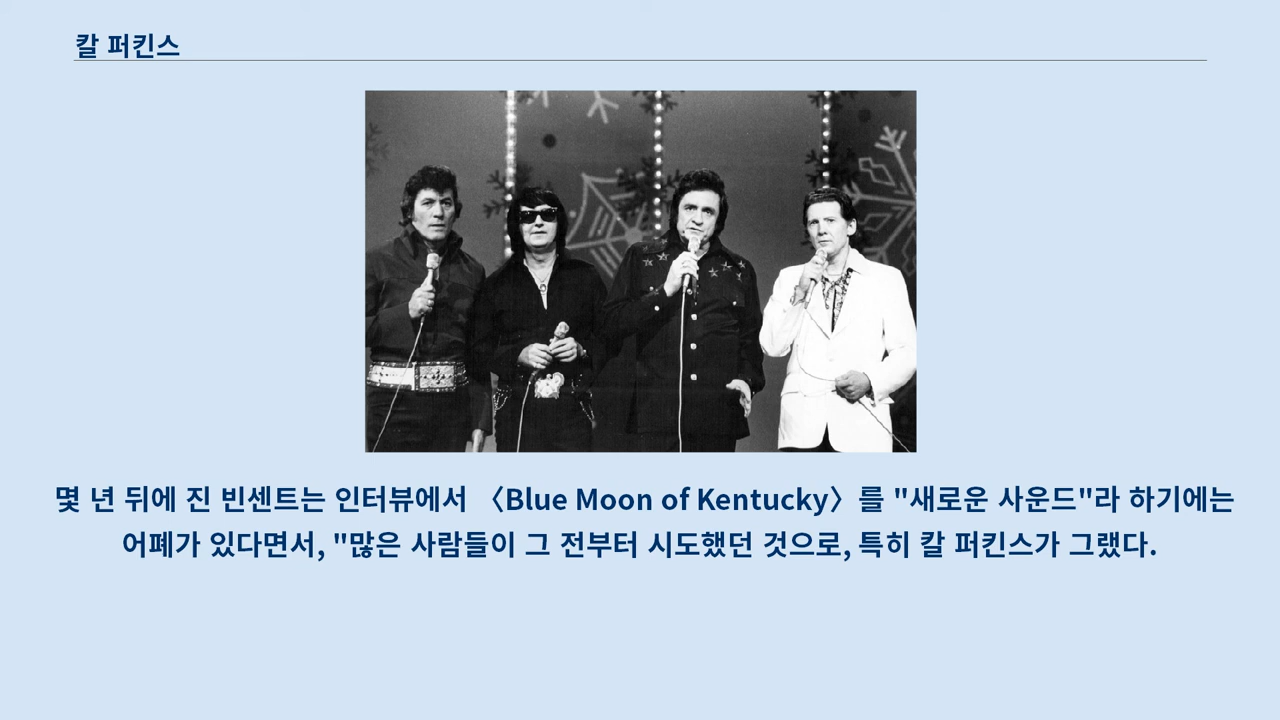 칼 퍼킨스
몇 년 뒤에 진 빈센트는 인터뷰에서 〈Blue Moon of Kentucky〉를 "새로운 사운드"라 하기에는
어폐가 있다면서, "많은 사람들이 그 전부터 시도했던 것으로, 특히 칼 퍼킨스가 그랬다.